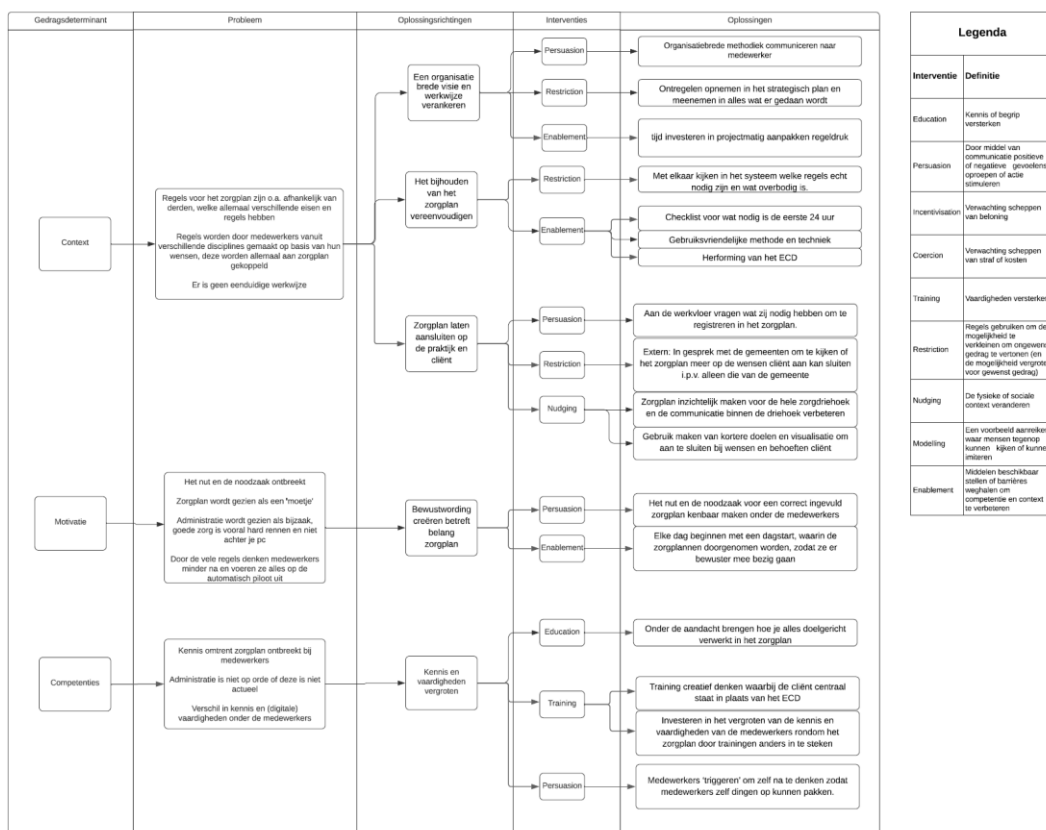 Gedragsdeterminant
Probleem
Oplossingsrichtingen
Interventies
Oplossingen
Context
Regels voor het zorgplan zijn o.a. afhankelijk van
derden, welke allemaal verschillende eisen en
regels hebben
Regels worden door medewerkers vanuit
verschillende disciplines gemaakt op basis van hun
wensen, deze worden allemaal aan zorgplan
gekoppeld
Er is geen eenduidige werkwijze
Een organisatie
brede visie en
werkwijze
verankeren
Persuasion
Organisatiebrede methodiek communiceren naar
medewerker
Restriction
Ontregelen opnemen in het strategisch plan en
meenemen in alles wat er gedaan wordt
Enablement
tijd investeren in projectmatig aanpakken regeldruk
Het bijhouden
van het
zorgplan
vereenvoudigen
Restriction
Met elkaar kijken in het systeem welke regels echt
nodig zijn en wat overbodig is.
Enablement
Checklist voor wat nodig is de eerste 24 uur
Gebruiksvriendelijke methode en techniek
Herforming van het ECD
Zorgplan laten
aansluiten op
de praktijk en
cliënt
Persuasion
Aan de werkvloer vragen wat zij nodig hebben om te
registreren in het zorgplan.
Restriction
Extern: In gesprek met de gemeenten om te kijken of
het zorgplan meer op de wensen cliënt aan kan sluiten
i.p.v. alleen die van de gemeente
Nudging
Zorgplan inzichtelijk maken voor de hele zorgdriehoek
en de communicatie binnen de driehoek verbeteren
Gebruik maken van kortere doelen en visualisatie om
aan te sluiten bij wensen en behoeften cliënt
Motivatie
Het nut en de noodzaak ontbreekt
Zorgplan wordt gezien als een 'moetje'
Administratie wordt gezien als bijzaak,
goede zorg is vooral hard rennen en niet
achter je pc
Door de vele regels denken medewerkers
minder na en voeren ze alles op de
automatisch piloot uit
Bewustwording
creëren betreft
belang
zorgplan
Persuasion
Het nut en de noodzaak voor een correct ingevuld
zorgplan kenbaar maken onder de medewerkers
Enablement
Elke dag beginnen met een dagstart, waarin de
zorgplannen doorgenomen worden, zodat ze er
bewuster mee bezig gaan
Competenties
Kennis omtrent zorgplan ontbreekt bij
medewerkers
Administratie is niet op orde of deze is niet
actueel
Verschil in kennis en (digitale)
vaardigheden onder de medewerkers
Kennis en
vaardigheden
vergroten
Education
Onder de aandacht brengen hoe je alles doelgericht
verwerkt in het zorgplan
Training
Training creatief denken waarbij de cliënt centraal
staat in plaats van het ECD
Investeren in het vergroten van de kennis en
vaardigheden van de medewerkers rondom het
zorgplan door trainingen anders in te steken
Persuasion
Medewerkers 'triggeren' om zelf na te denken zodat
medewerkers zelf dingen op kunnen pakken.
Legenda
Interventie Definitie
Education
Kennis of begrip
versterken
Persuasion
Door middel van
communicatie positieve
of negatieve gevoelens
oproepen of actie
stimuleren
Incentivisation
Verwachting scheppen
van beloning
Coercion
Verwachting scheppen
van straf of kosten
Training
Vaardigheden versterken
Restriction
Regels gebruiken om de
mogelijkheid te
verkleinen om ongewenst
gedrag te vertonen (en
de mogelijkheid vergroten
voor gewenst gedrag)
Nudging
De fysieke of sociale
context veranderen
Modelling
Een voorbeeld aanreiken
waar mensen tegenop
kunnen kijken of kunnen
imiteren
Enablement
Middelen beschikbaar
stellen of barrières
weghalen om
competentie en context
te verbeteren